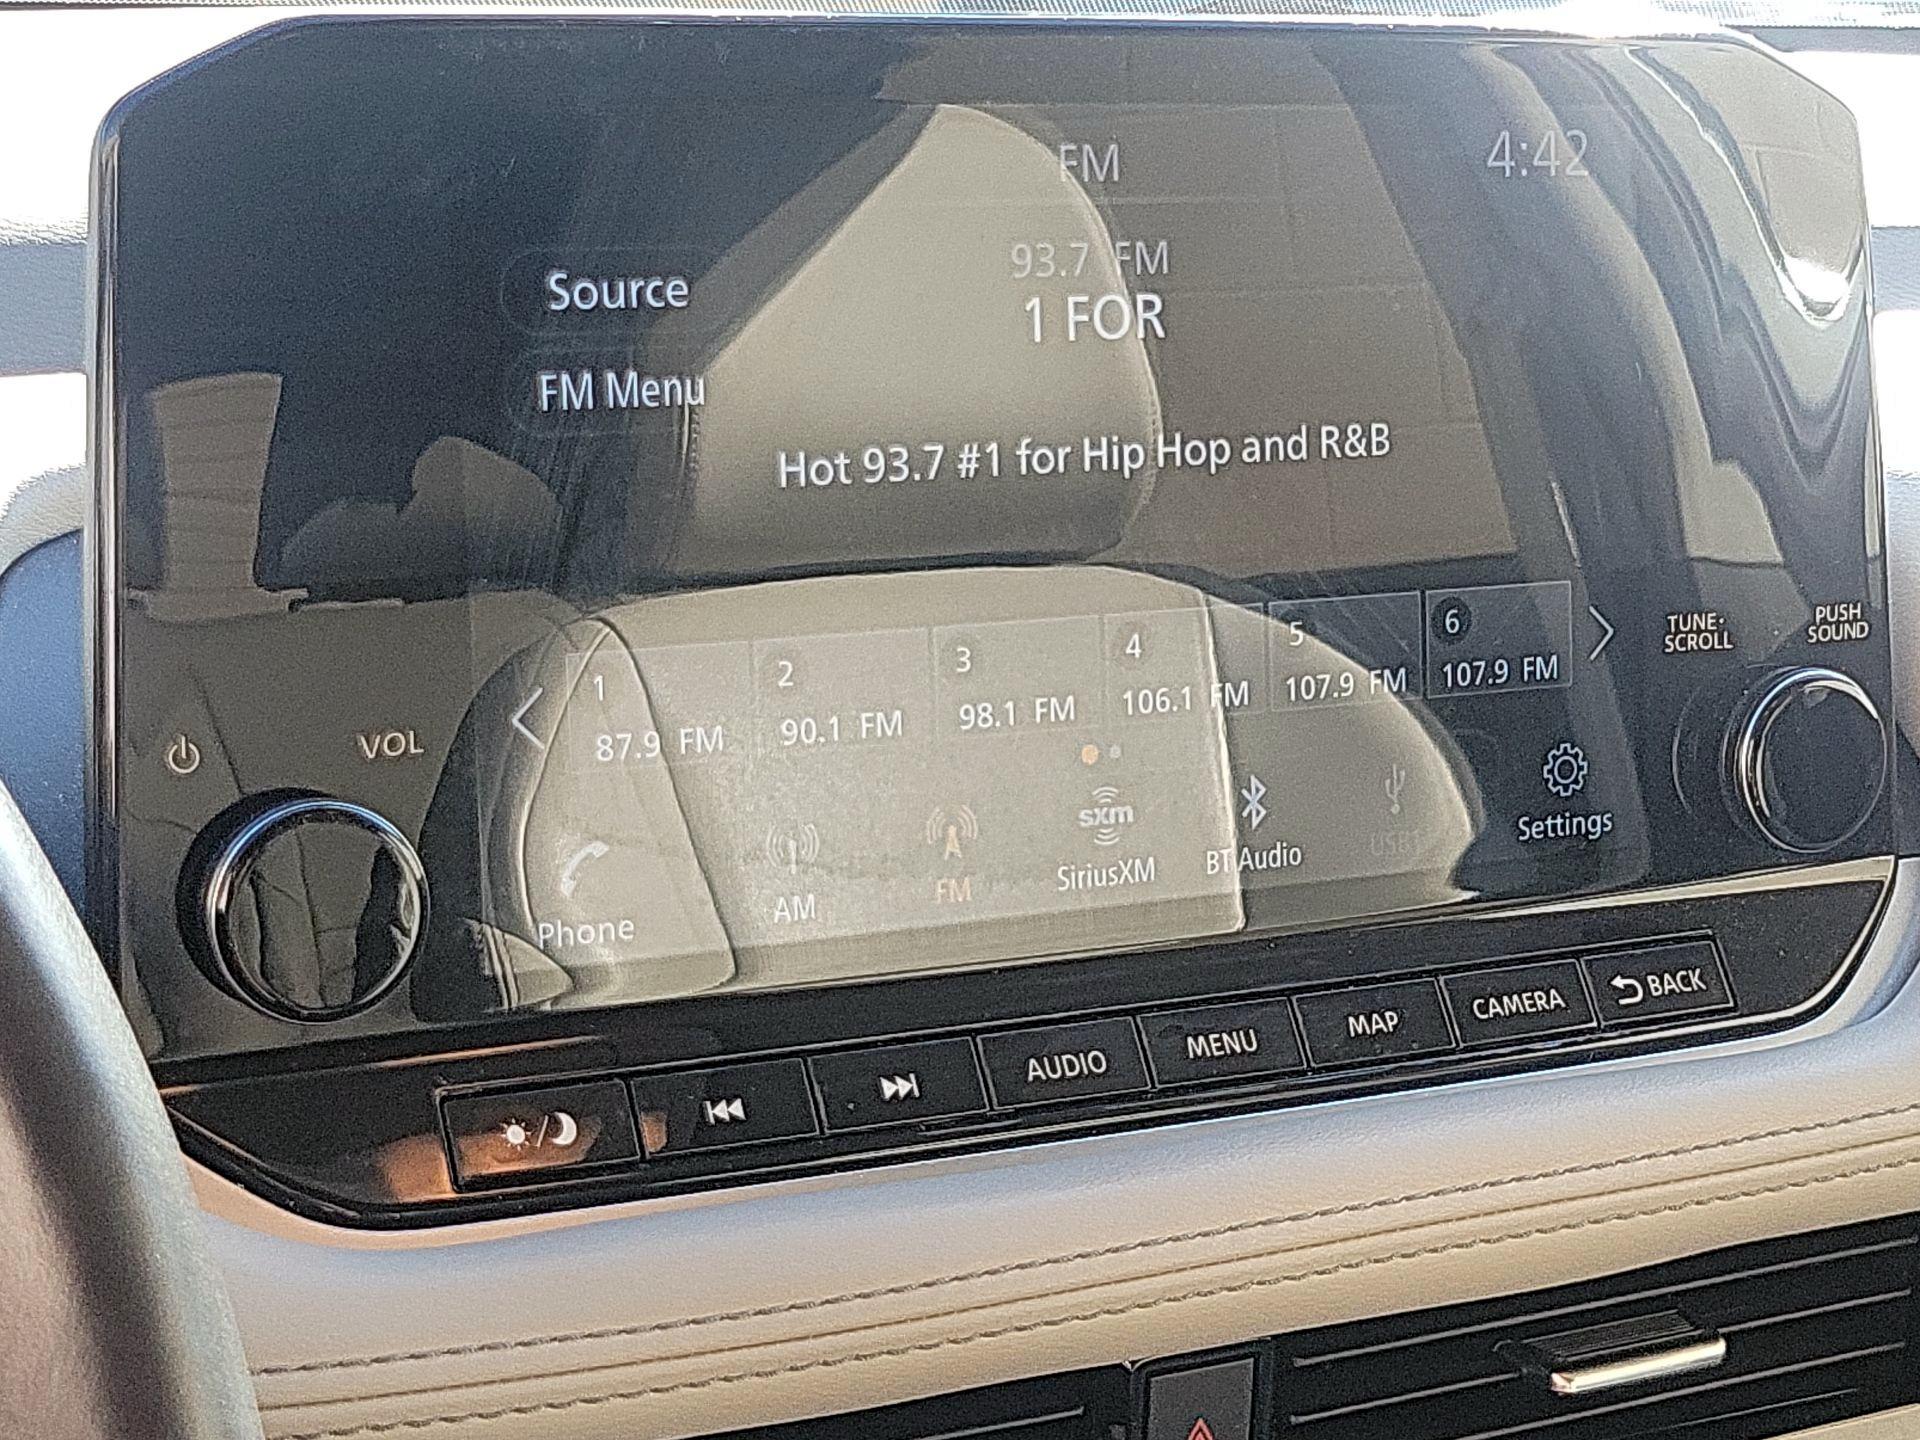 FM
4:42
93.7 FM
1 FOR
Source
FM Menu
Hot 93.7 #1 for Hip Hop and R&B
1
87.9 FM
2
90.1 FM
3
98.1 FM
4
106.1 FM
5
107.9 FM
6
107.9 FM
TUNE·
SCROLL
PUSH
SOUND
VOL
Phone
AM
FM
sxm
SiriusXM
BT Audio
Settings
AUDIO
MENU
MAP
CAMERA
BACK